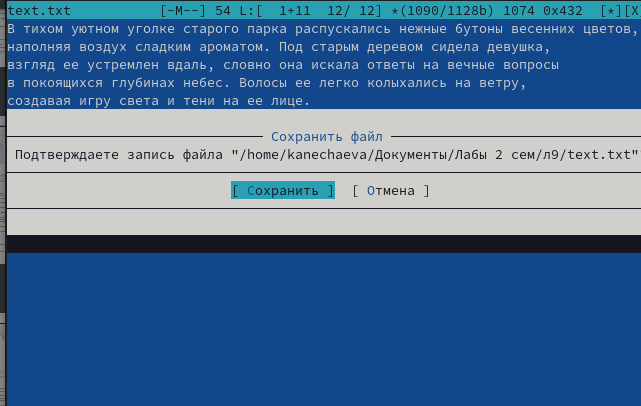 text.txt [-M--] 54 L:[ 1+11 12/ 12] *(1090/1128b) 1074 0x432 [*][X
В тихом уютном уголке старого парка распускались нежные бутоны весенних цветов,
наполняя воздух сладким ароматом. Под старым деревом сидела девушка,
взгляд ее устремлен вдаль, словно она искала ответы на вечные вопросы
в покоящихся глубинах небес. Волосы ее легко колыхались на ветру,
создавая игру света и тени на ее лице.
Сохранить файл
Подтверждаете запись файла "/home/kanechaeva/Документы/Лабы 2 сем/л9/text.txt"
[ Сохранить ] [ Отмена ]